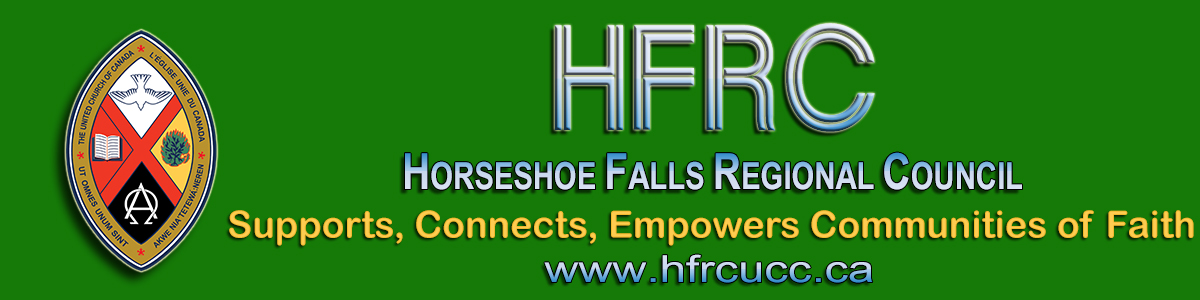 THE UNITED CHURCH OF CANADA
L'ÉGLISE UNIE DU CANADA
AKWE NIA'TETEWÁ:NEREN
UT OMNES UNUM SINT
ΑΩ
HFRC
HORSESHOE FALLS REGIONAL COUNCIL
Supports, Connects, Empowers Communities of Faith
www.hfrcucc.ca